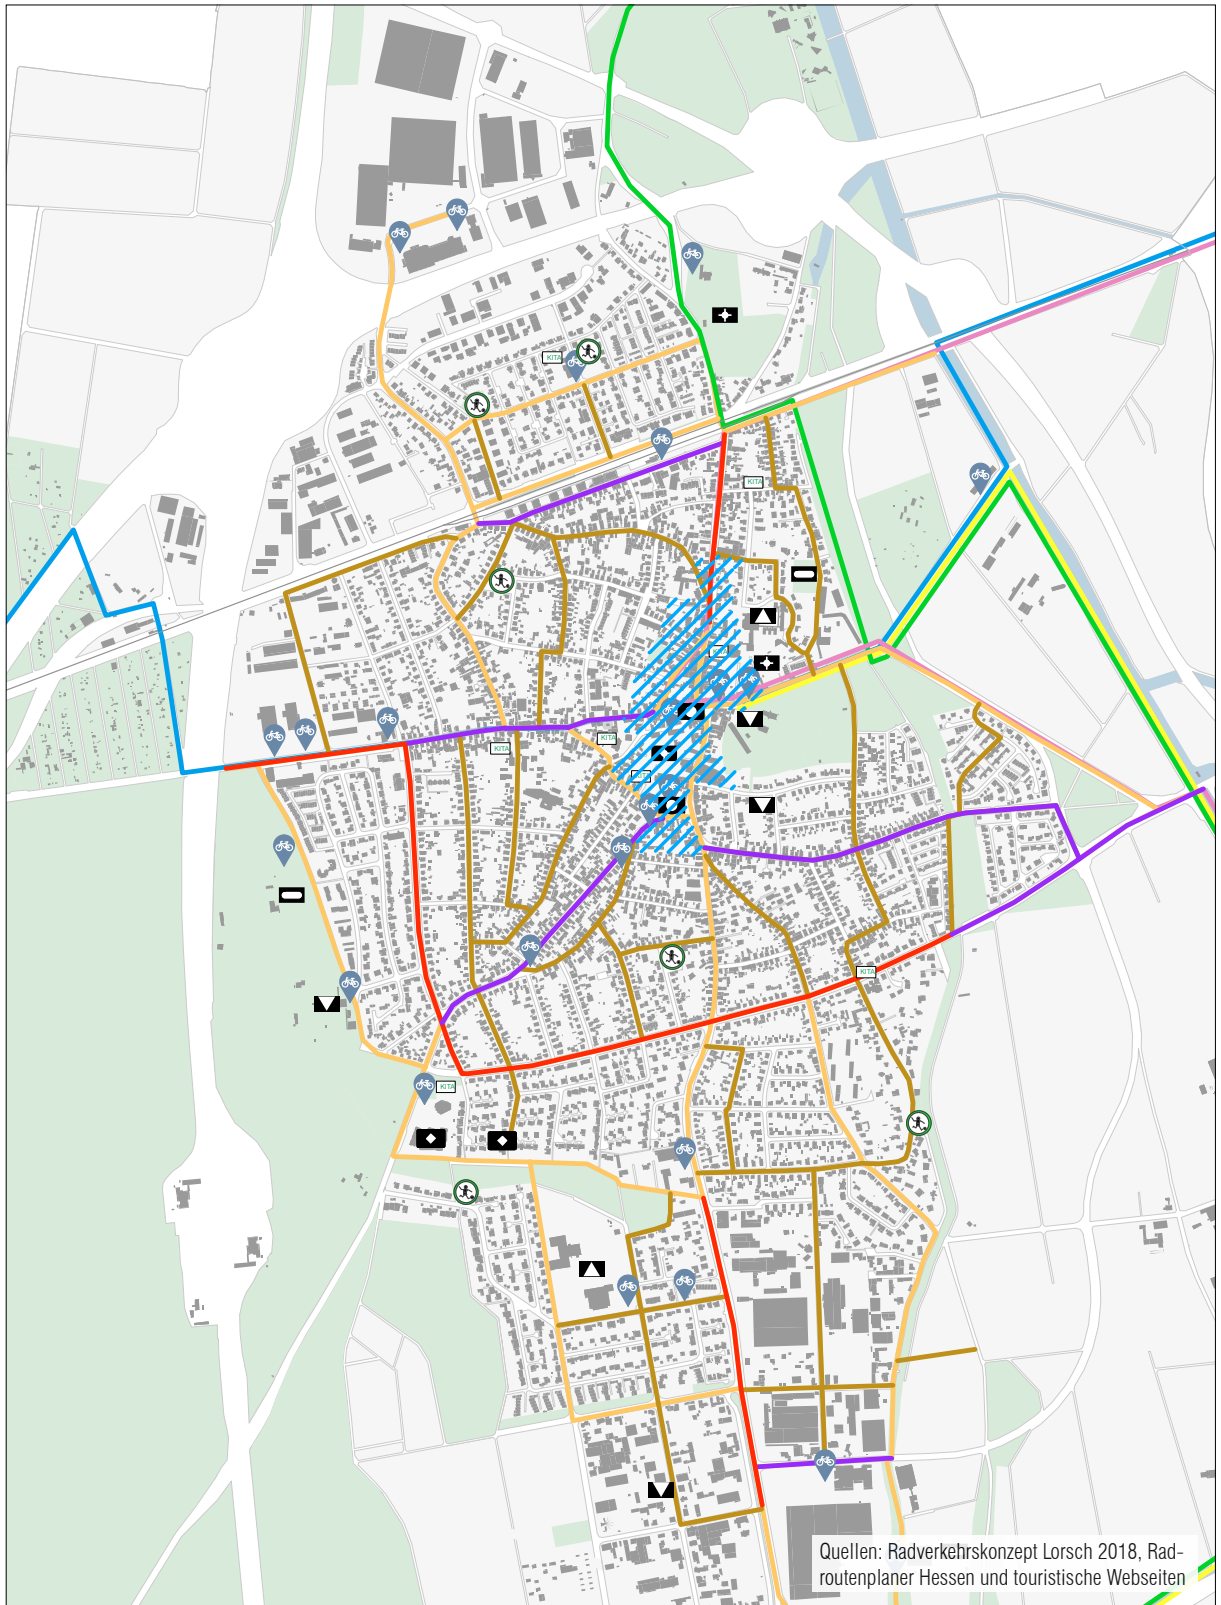 KITA
KITA
KITA
KITA
KITA
KITA
Quellen: Radverkehrskonzept Lorsch 2018, Rad-
routenplaner Hessen und touristische Webseiten